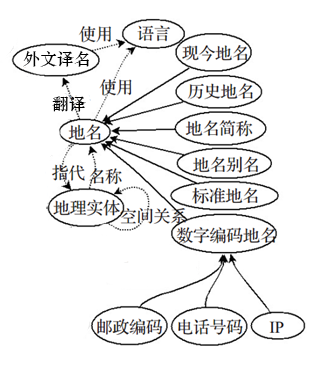 使用
语言
外文译名
现今地名
使用
历史地名
翻译
地名
地名简称
地名别名
指代
名称
标准地名
地理实体
空间关系
数字编码地名
邮政编码
电话号码
IP